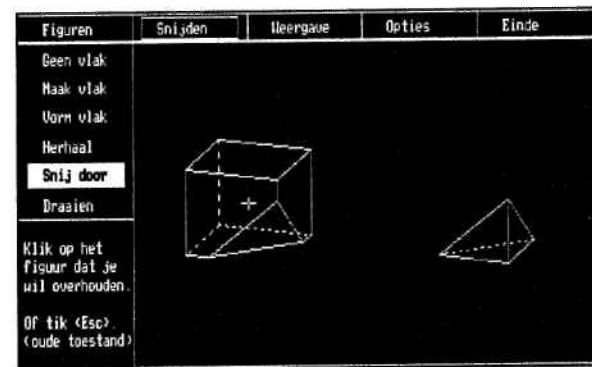 Figuren Snijden Weergave Opties Einde
Geen vlak
Maak vlak
Vorm vlak
Herhaal
Snij door
Draaien
Klik op het
figuur dat je
wil overhouden.
Of tik <Esc>.
(oude toestand)